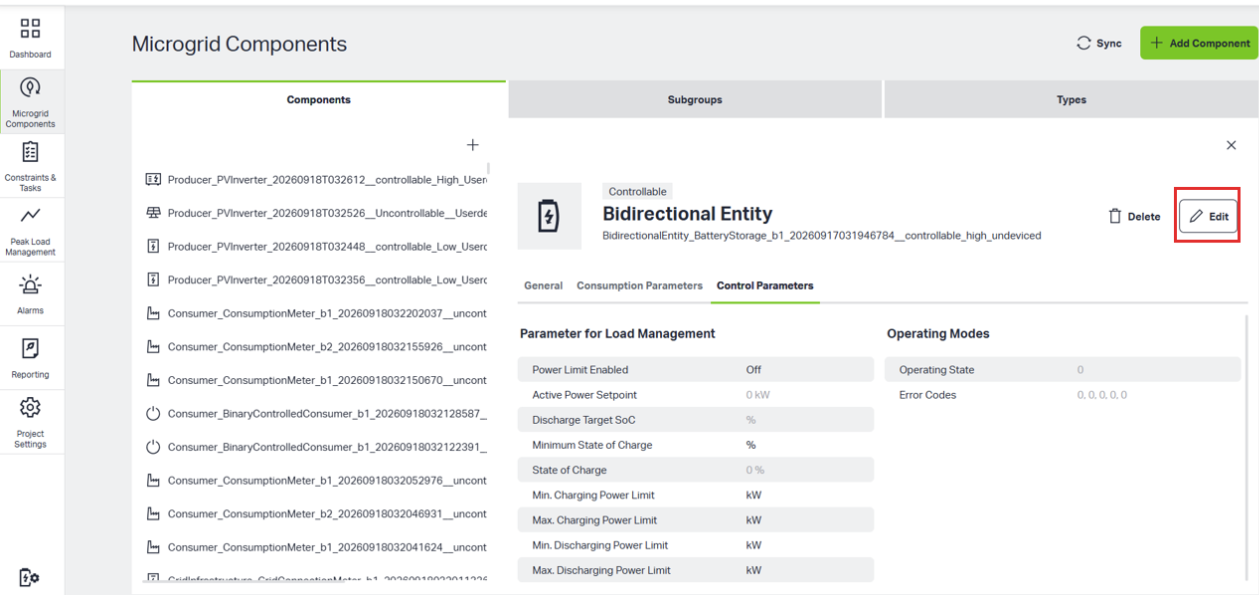 Dashboard
Microgrid
Components
Constraints &
Tasks
Peak Load
Management
Alarms
Reporting
Project
Settings
Microgrid Components
Sync
Add Component
Components
Subgroups
Types
Producer_PVInverter_20260918T032612__controllable_High_User
Producer_PVInverter_20260918T032526__Uncontrollable__Userde
Producer_PVInverter_20260918T032448__controllable_Low_Userd
Producer_PVInverter_20260918T032356__controllable_Low_Userd
Consumer_ConsumptionMeter_b1_20260918032202037__uncont
Consumer_ConsumptionMeter_b2_20260918032155926__uncont
Consumer_ConsumptionMeter_b1_20260918032150670__uncont
Consumer_BinaryControlledConsumer_b1_20260918032128587_
Consumer_BinaryControlledConsumer_b1_20260918032122391_
Consumer_ConsumptionMeter_b1_20260918032052976__uncont
Consumer_ConsumptionMeter_b2_20260918032046931__uncont
Consumer_ConsumptionMeter_b1_20260918032041624__uncont
Controllable
Bidirectional Entity
BidirectionalEntity_BatteryStorage_b1_20260917031946784__controllable_high_undeviced
Delete
Edit
General Consumption Parameters Control Parameters
Parameter for Load Management
Power Limit Enabled Off
Active Power Setpoint 0 kW
Discharge Target SoC %
Minimum State of Charge %
State of Charge 0 %
Min. Charging Power Limit kW
Max. Charging Power Limit kW
Min. Discharging Power Limit kW
Max. Discharging Power Limit kW
Operating Modes
Operating State 0
Error Codes 0, 0, 0, 0, 0